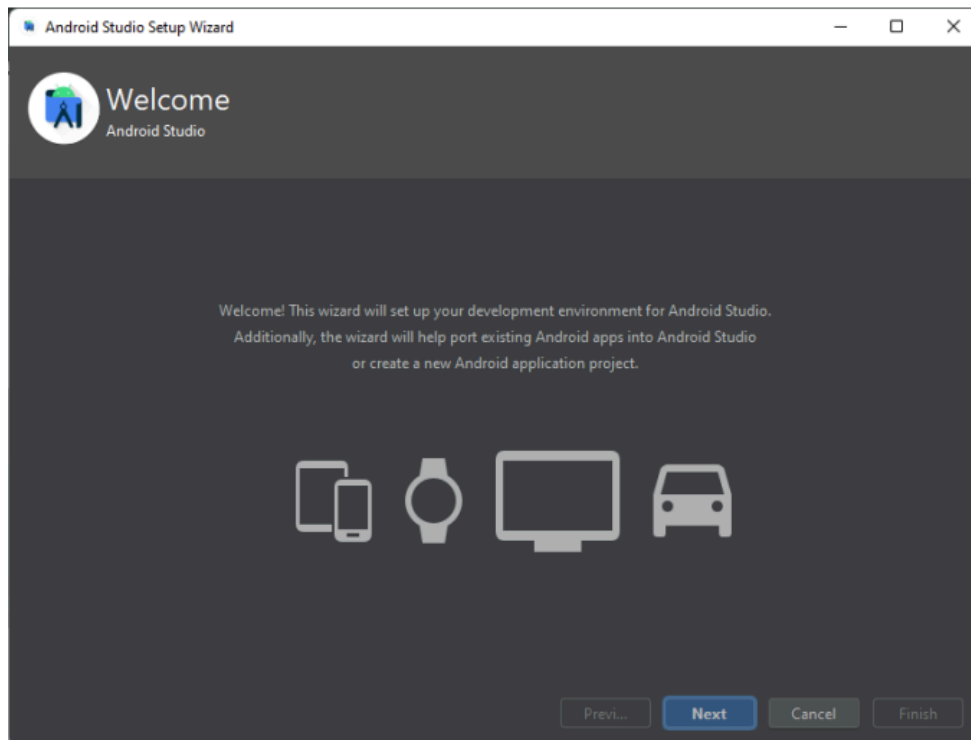 Android Studio Setup Wizard
Welcome
Android Studio
Welcome! This wizard will set up your development environment for Android Studio.
Additionally, the wizard will help port existing Android apps into Android Studio
or create a new Android application project.
Previ... Next Cancel Finish